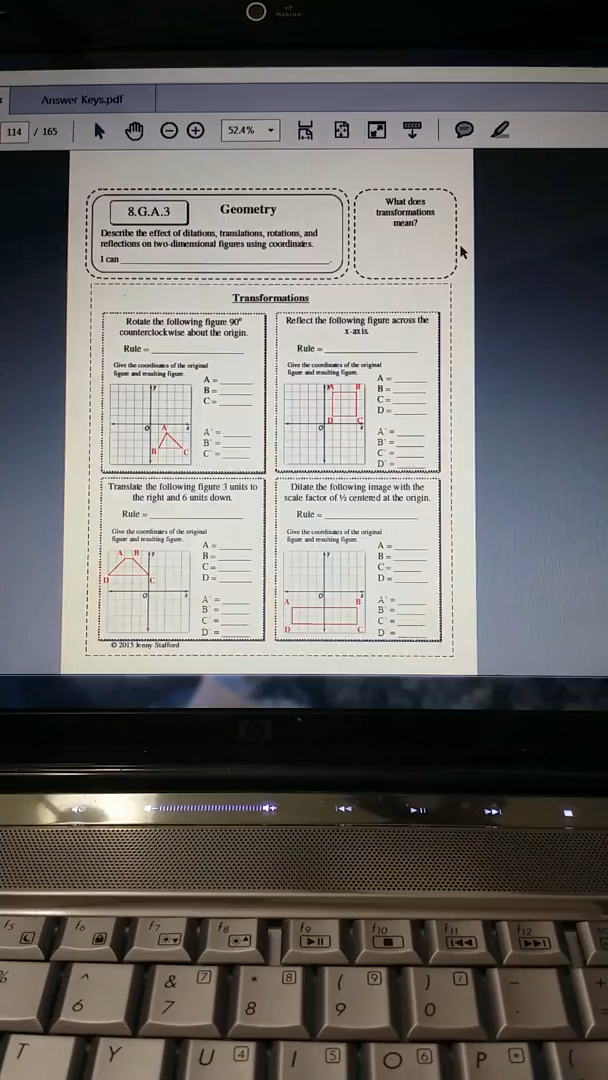 HP
Webcam
Answer Keys.pdf
114 / 165
52.4%
8.G.A.3
Geometry
Describe the effect of dilations, translations, rotations, and
reflections on two-dimensional figures using coordinates.
I can
What does
transformations
mean?
Transformations
Rotate the following figure 90°
counterclockwise about the origin.
Rule =
Give the coordinates of the original
figure and resulting figure.
A =
B =
C =
y
O
A
x
B
C
A' =
B' =
C' =
Reflect the following figure across the
x-axis.
Rule =
Give the coordinates of the original
figure and resulting figure.
A =
B =
C =
D =
y
A
B
D
C
O
x
A' =
B' =
C' =
D' =
Translate the following figure 3 units to
the right and 6 units down.
Rule =
Give the coordinates of the original
figure and resulting figure.
A =
B =
C =
D =
A
B
y
D
C
O
x
A' =
B' =
C' =
D' =
Dilate the following image with the
scale factor of ½ centered at the origin.
Rule =
Give the coordinates of the original
figure and resulting figure.
A =
B =
C =
D =
y
O
x
A
B
D
C
A' =
B' =
C' =
D' =
© 2015 Jenny Stafford
hp
f5
f6
f7
f8
f9
f10
f11
f12
%
^
6
&
7
7
*
8
8
(
9
9
)
0
/
-
+
T
Y
U
4
I
5
O
6
P
*